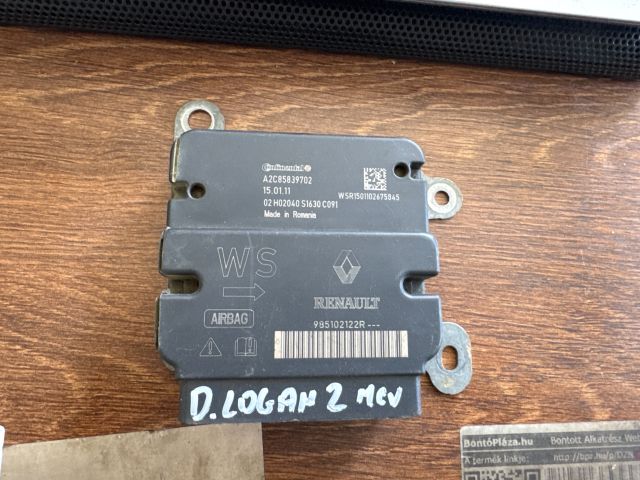 Continental
A2C85839702
15.01.11
02 H02040 S1630 C091
Made in Romania
WSR1501102675845
WS
RENAULT
AIRBAG
985102122R ---
D.LOGAN 2 MCV
BontóPláza.hu
Bontott Alkatrész Web
A termék linkje: